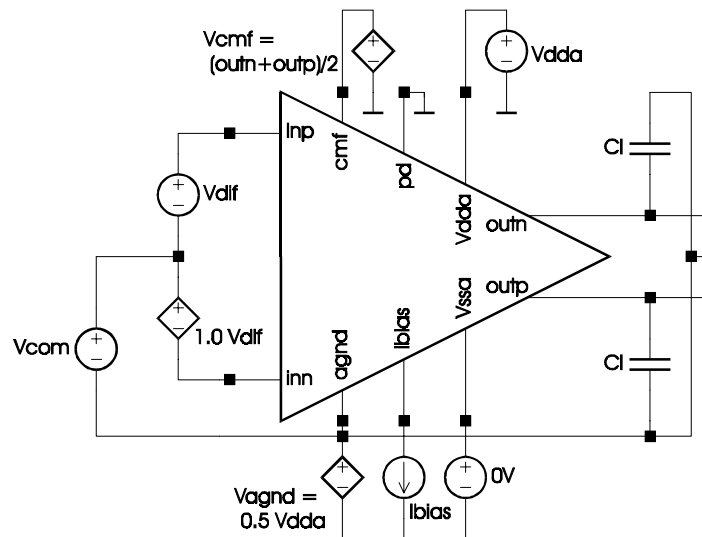 Vcmf =
(outn+outp)/2
Vdda
Inp
cmf
pd
Vdda
outn
Cl
Vdif
Vcom
1.0 Vdif
inn
agnd
Ibias
Vssa
outp
Cl
Vagnd =
0.5 Vdda
Ibias
0V